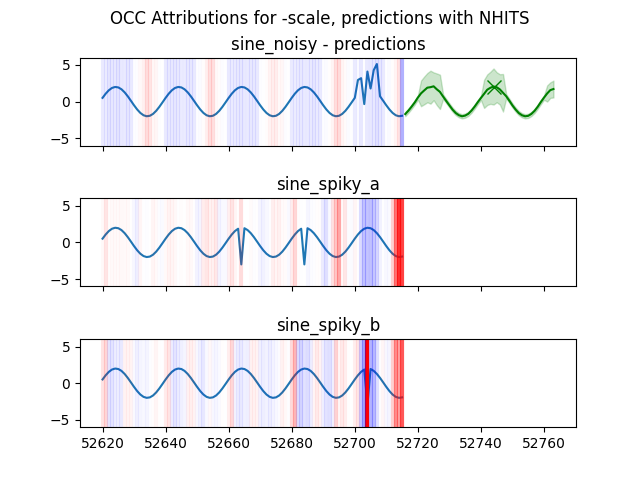 OCC Attributions for -scale, predictions with NHITS
sine_noisy - predictions
5
0
−5
sine_spiky_a
5
0
−5
sine_spiky_b
5
0
−5
52620 52640 52660 52680 52700 52720 52740 52760